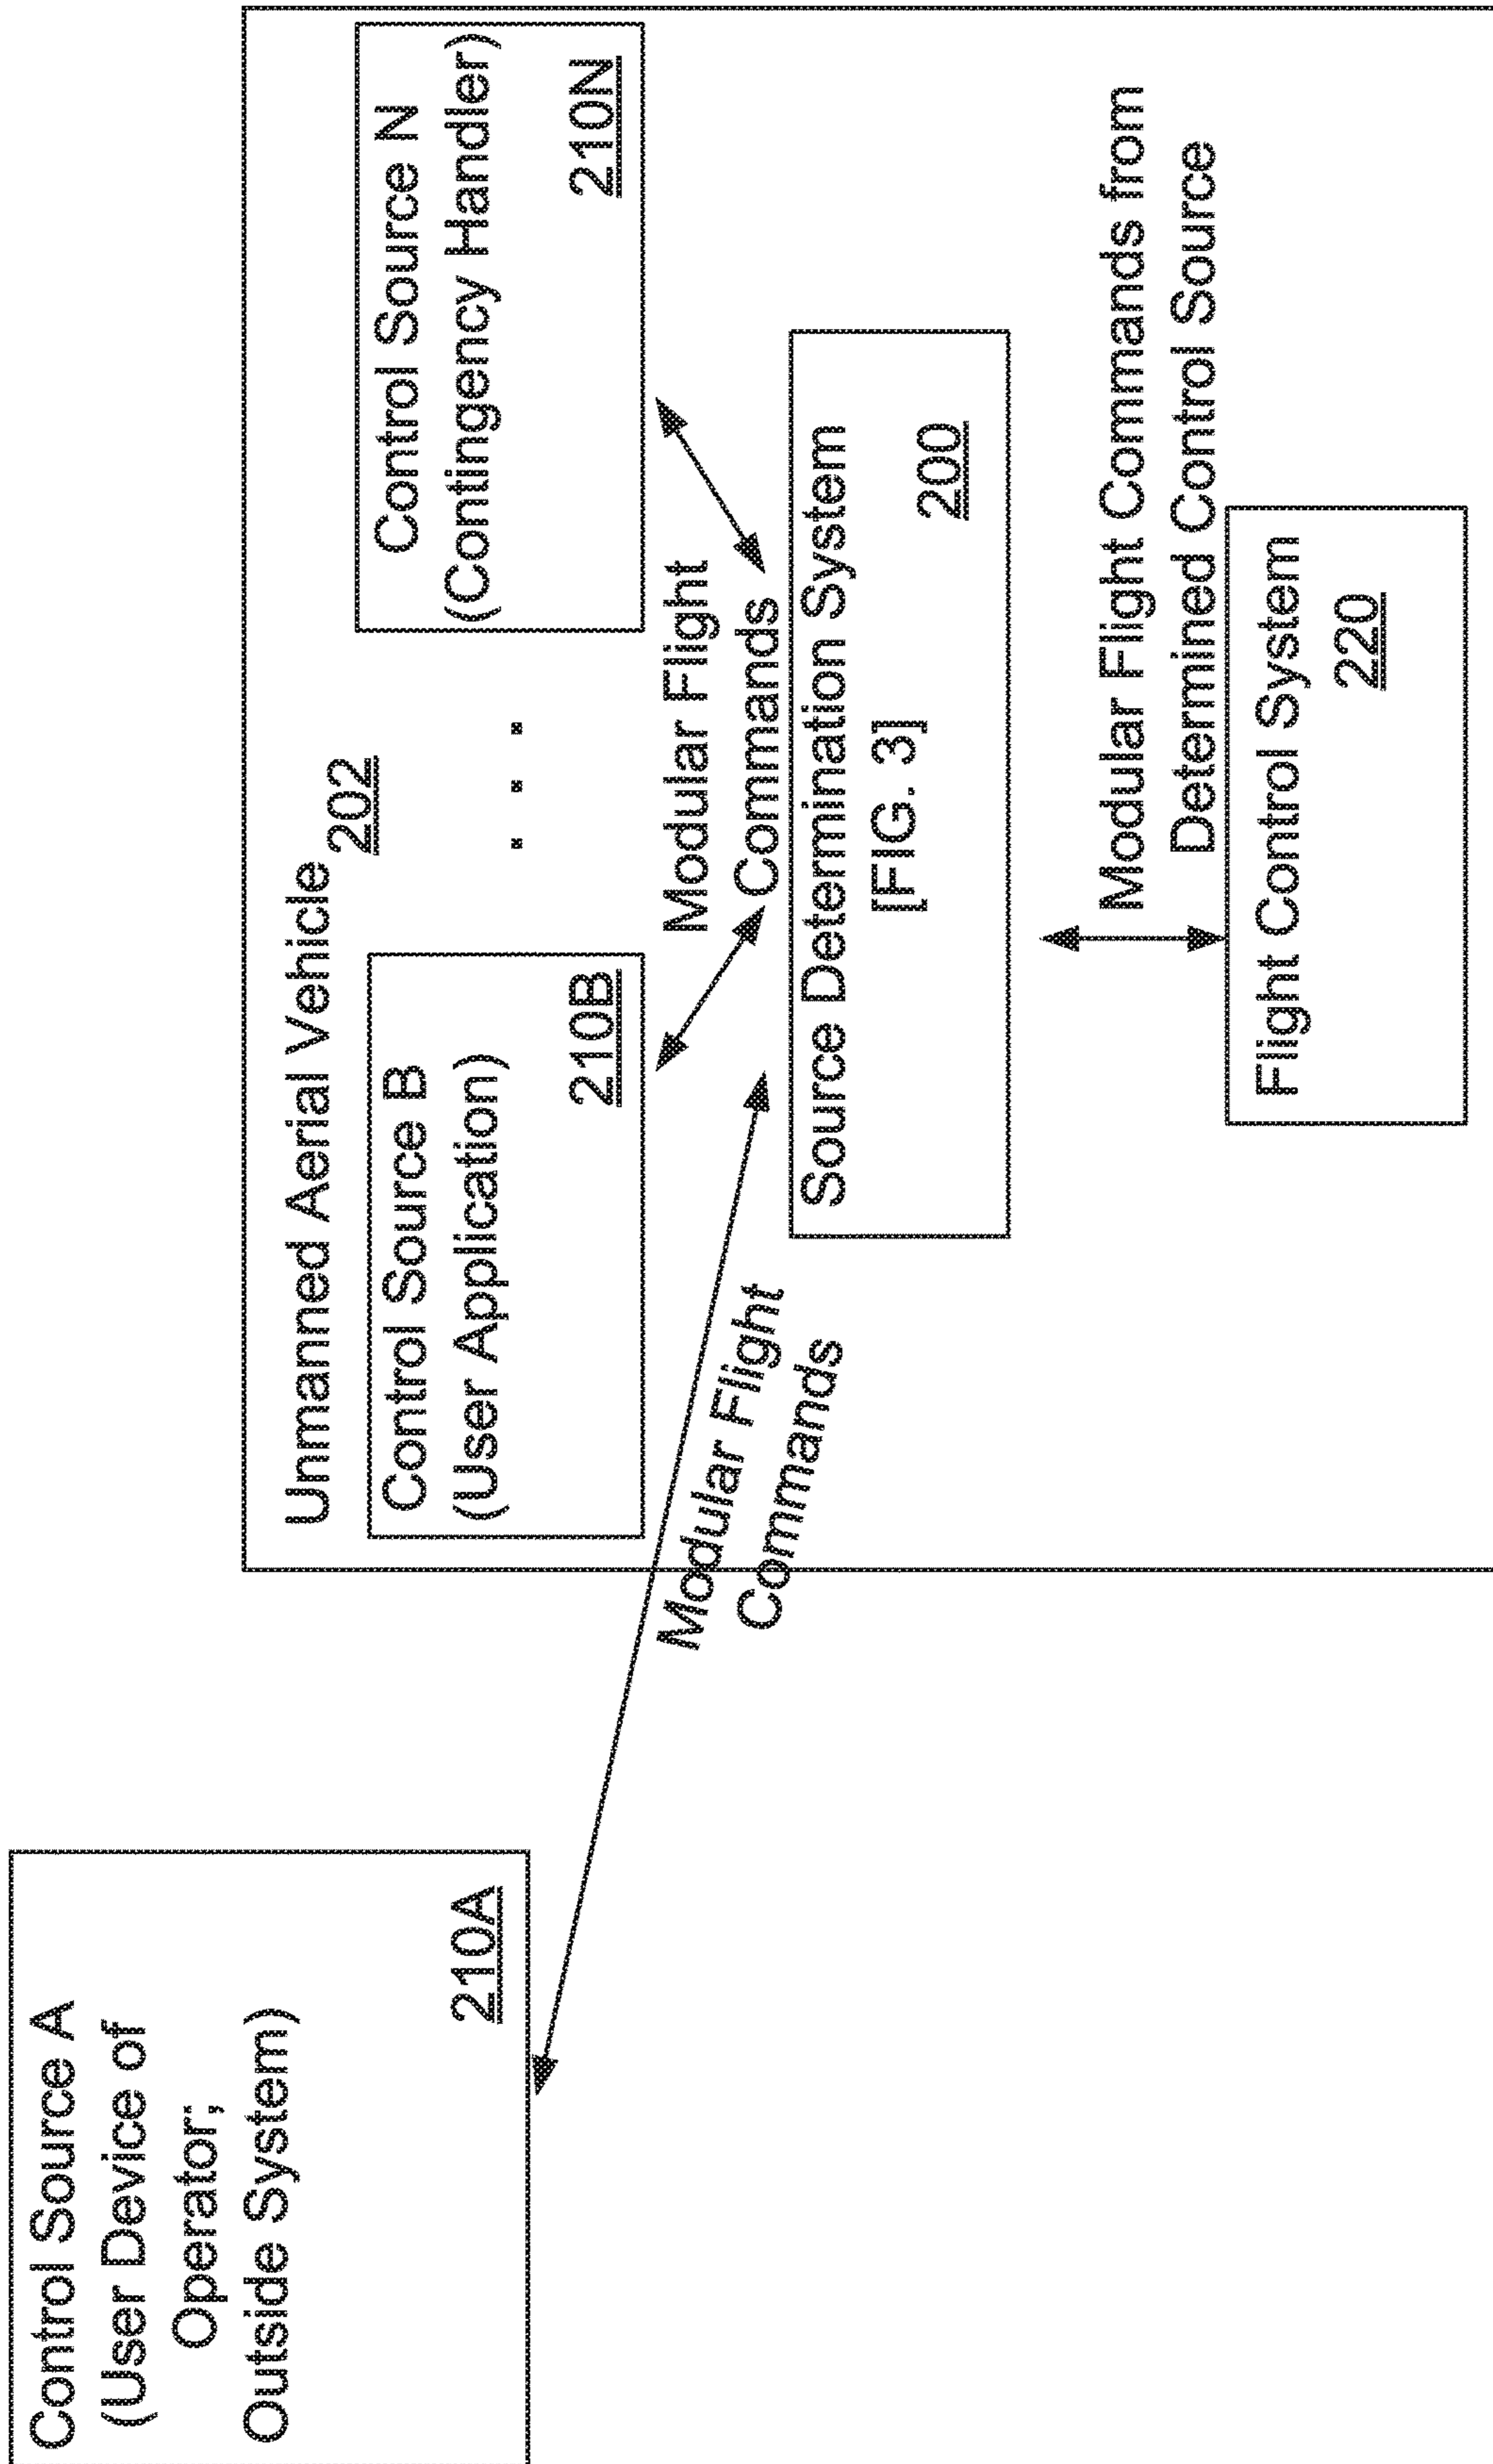 Control Source A
(User Device of
Operator;
Outside System)
210A
Unmanned Aerial Vehicle
202
Control Source B
(User Application)
210B
. . .
Control Source N
(Contingency Handler)
210N
Modular Flight
Commands
Modular Flight
Commands
Source Determination System
[FIG. 3]
200
Modular Flight Commands from
Determined Control Source
Flight Control System
220